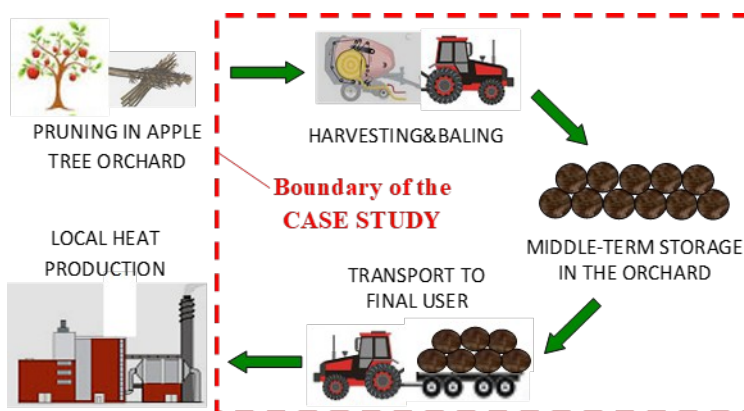 PRUNING IN APPLE
TREE ORCHARD
HARVESTING&BALING
Boundary of the
CASE STUDY
MIDDLE-TERM STORAGE
IN THE ORCHARD
TRANSPORT TO
FINAL USER
LOCAL HEAT
PRODUCTION